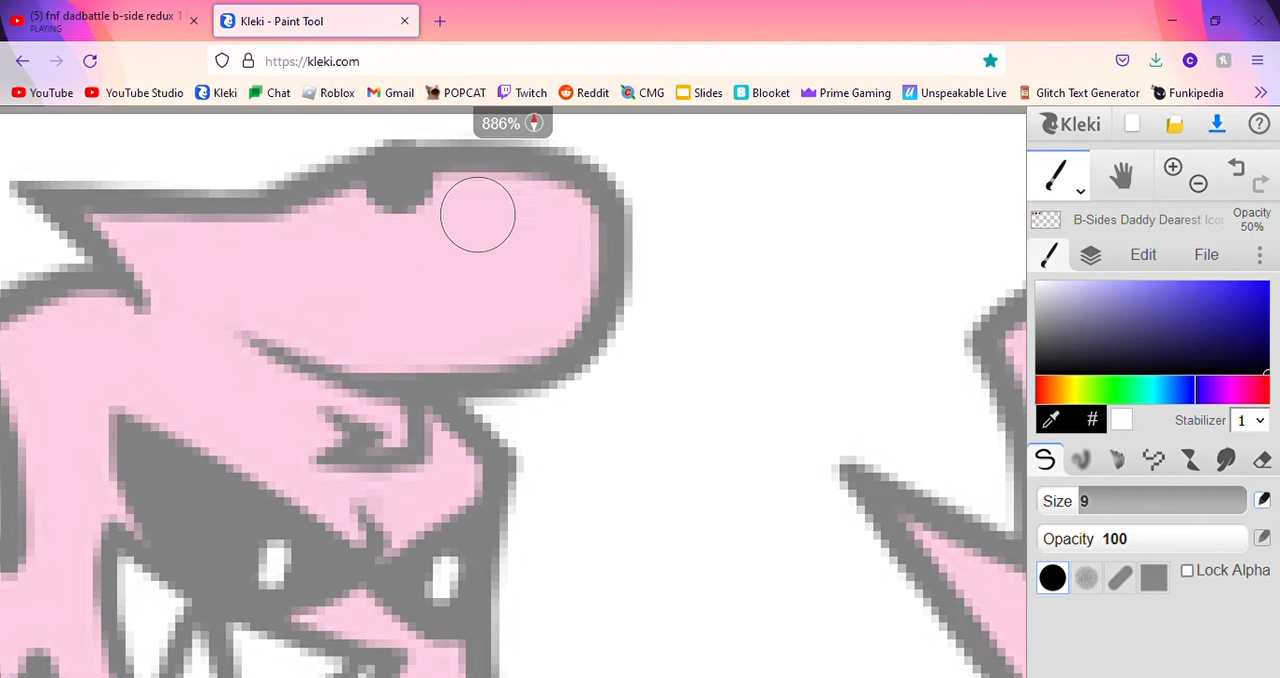 (5) fnf dadbattle b-side redux 1
PLAYING
Kleki - Paint Tool
https://kleki.com
YouTube YouTube Studio Kleki Chat Roblox Gmail POPCAT Twitch Reddit CMG Slides Blooket Prime Gaming Unspeakable Live Glitch Text Generator Funkipedia
886%
Kleki
B-Sides Daddy Dearest Icon
Opacity
50%
Edit File
# Stabilizer 1
Size 9
Opacity 100
Lock Alpha